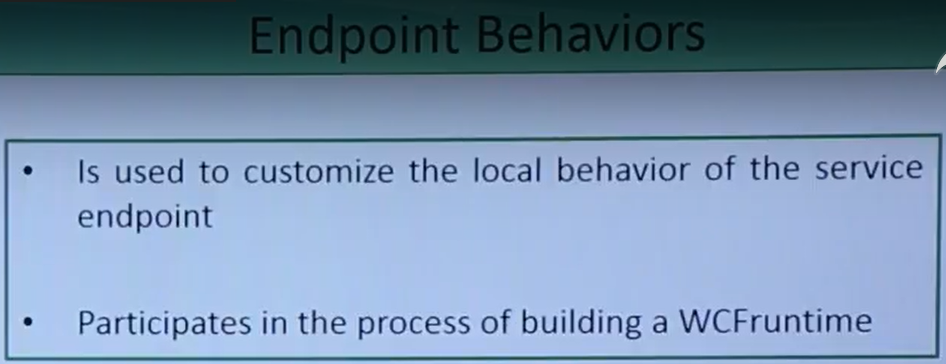 Endpoint Behaviors
• Is used to customize the local behavior of the service
endpoint
• Participates in the process of building a WCFruntime